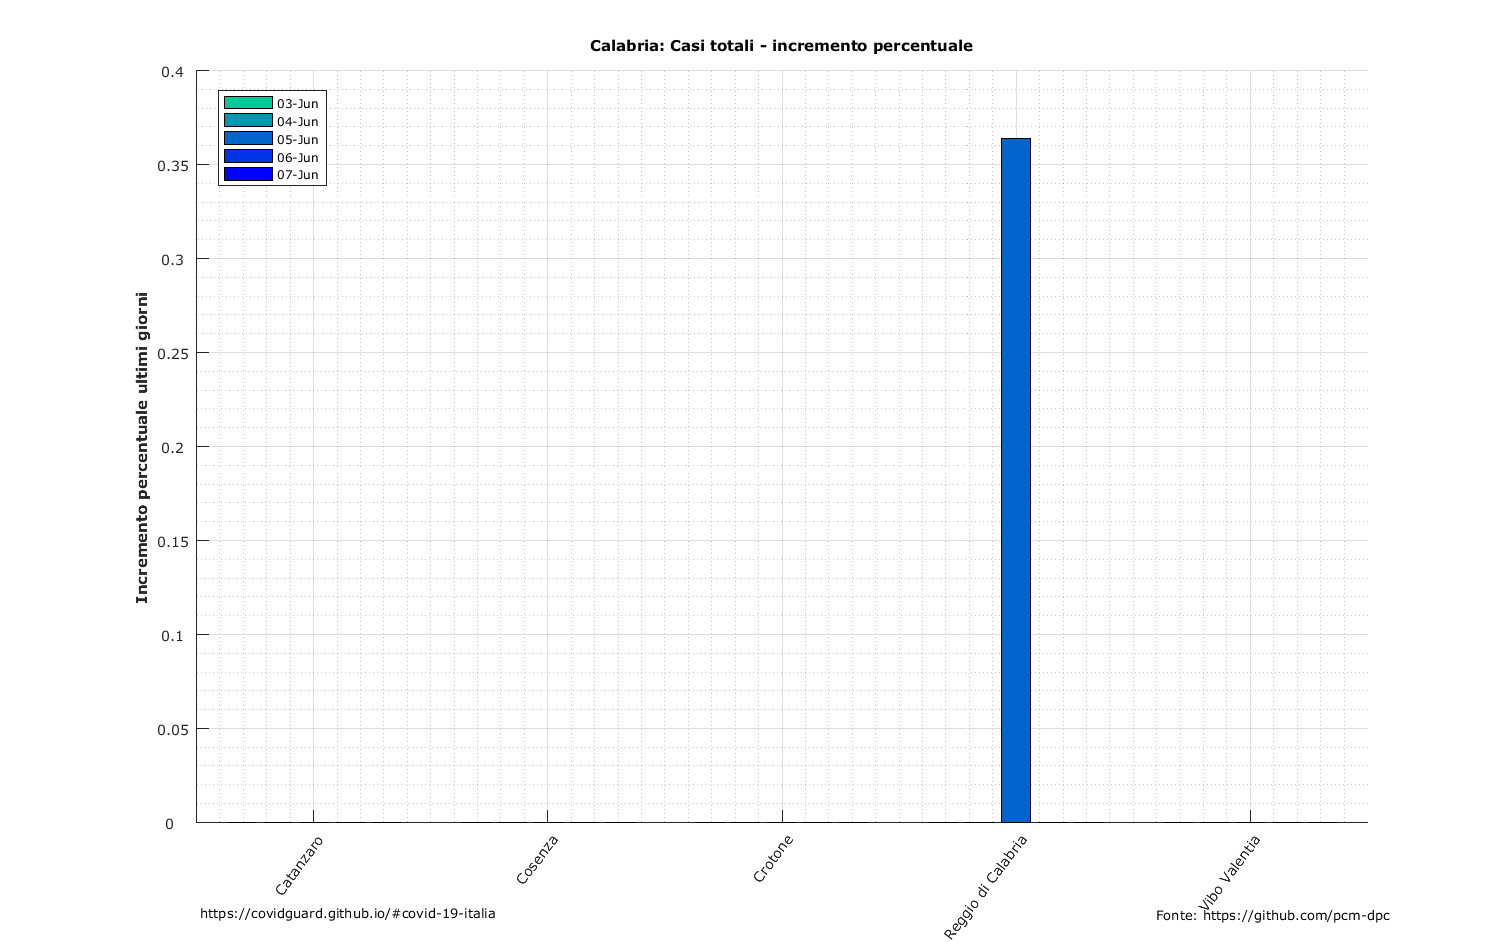 Calabria: Casi totali - incremento percentuale
0.4
0.35
0.3
0.25
0.2
0.15
0.1
0.05
0
Incremento percentuale ultimi giorni
03-Jun
04-Jun
05-Jun
06-Jun
07-Jun
Catanzaro
Cosenza
Crotone
Reggio di Calabria
Vibo Valentia
https://covidguard.github.io/#covid-19-italia
Fonte: https://github.com/pcm-dpc